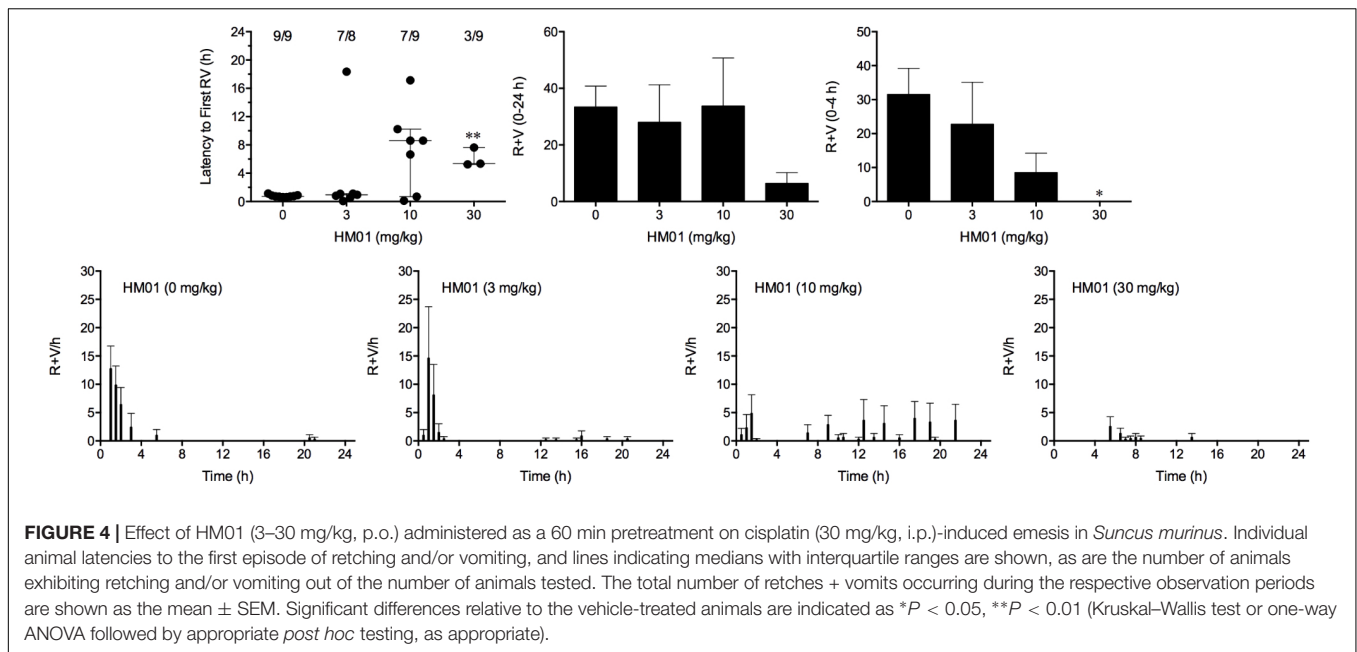 9/9 7/8 7/9 3/9
Latency to First RV (h)
24
20
16
12
8
4
0
**
0 3 10 30
HM01 (mg/kg)
R+V (0-24 h)
60
40
20
0
0 3 10 30
HM01 (mg/kg)
R+V (0-4 h)
50
40
30
20
10
0
*
0 3 10 30
HM01 (mg/kg)
HM01 (0 mg/kg)
R+V/h
30
25
20
15
10
5
0
0 4 8 12 16 20 24
Time (h)
HM01 (3 mg/kg)
R+V/h
30
25
20
15
10
5
0
0 4 8 12 16 20 24
Time (h)
HM01 (10 mg/kg)
R+V/h
30
25
20
15
10
5
0
0 4 8 12 16 20 24
Time (h)
HM01 (30 mg/kg)
R+V/h
30
25
20
15
10
5
0
0 4 8 12 16 20 24
Time (h)
FIGURE 4 | Effect of HM01 (3–30 mg/kg, p.o.) administered as a 60 min pretreatment on cisplatin (30 mg/kg, i.p.)-induced emesis in Suncus murinus. Individual
animal latencies to the first episode of retching and/or vomiting, and lines indicating medians with interquartile ranges are shown, as are the number of animals
exhibiting retching and/or vomiting out of the number of animals tested. The total number of retches + vomits occurring during the respective observation periods
are shown as the mean ± SEM. Significant differences relative to the vehicle-treated animals are indicated as *P < 0.05, **P < 0.01 (Kruskal–Wallis test or one-way
ANOVA followed by appropriate post hoc testing, as appropriate).